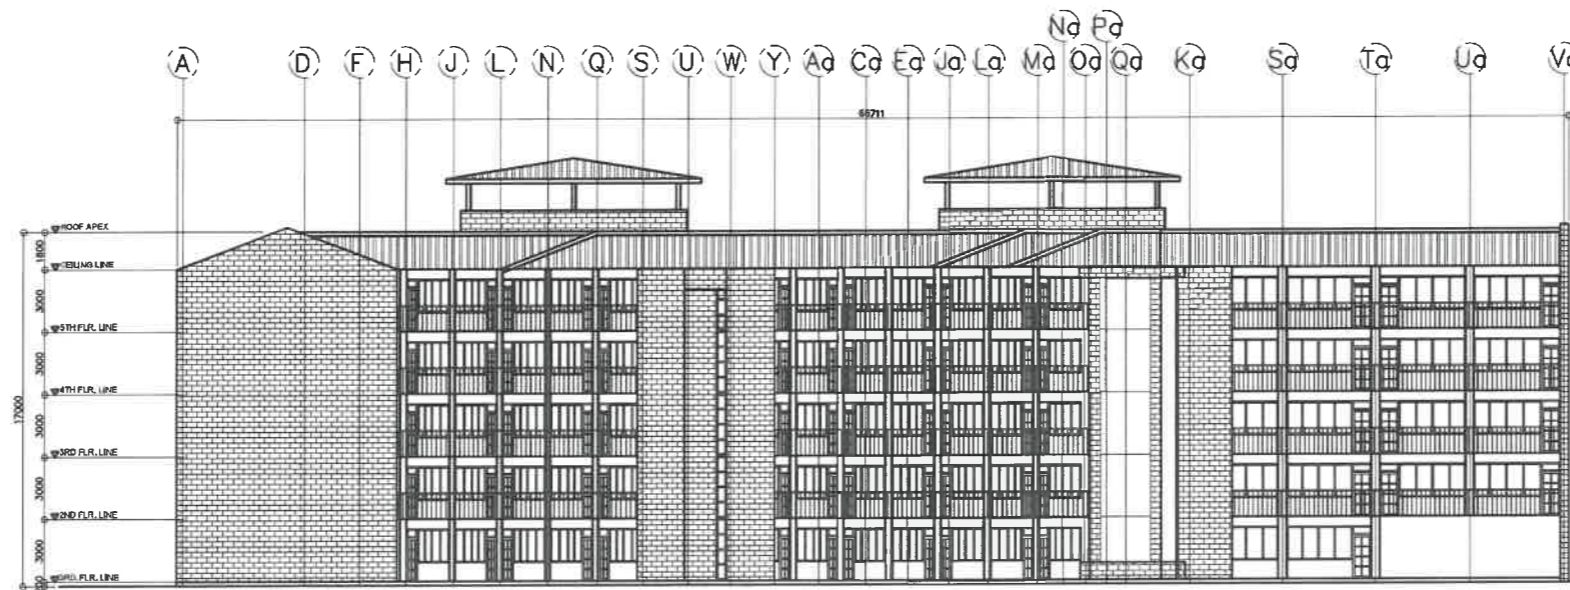 Na Pa
A D F H J L N Q S U W Y Aa Ca Ea Ja La Ma Oa Qa Ka Sa Ta Ua Va
66711
ROOF APEX
1800
CEILING LINE
3000
5TH FLR. LINE
3000
4TH FLR. LINE
17000
3000
3RD FLR. LINE
3000
2ND FLR. LINE
3000
GRD. FLR. LINE